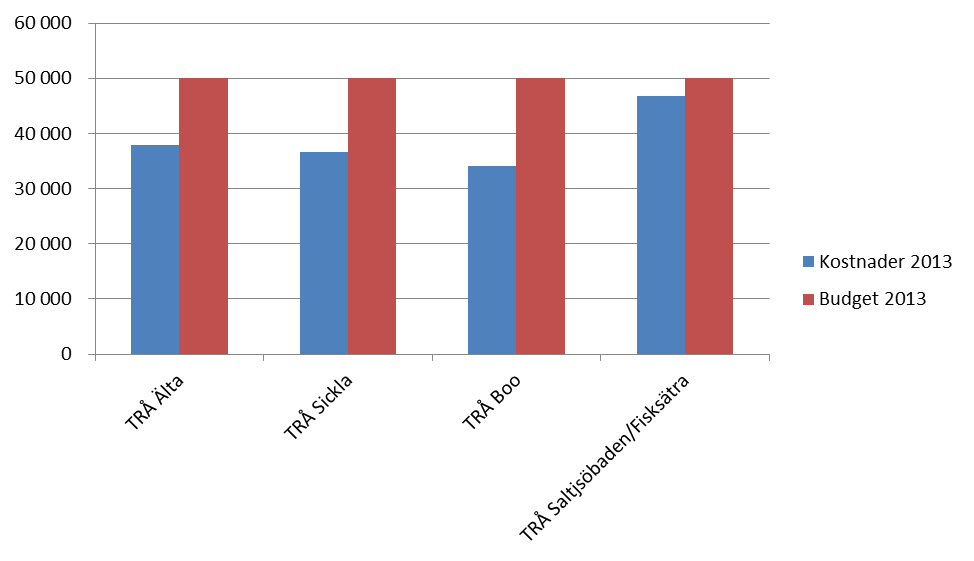 60 000
50 000
40 000
30 000
20 000
10 000
0
TRÅ Älta
TRÅ Sickla
TRÅ Boo
TRÅ Saltjsöbaden/Fisksätra
Kostnader 2013
Budget 2013